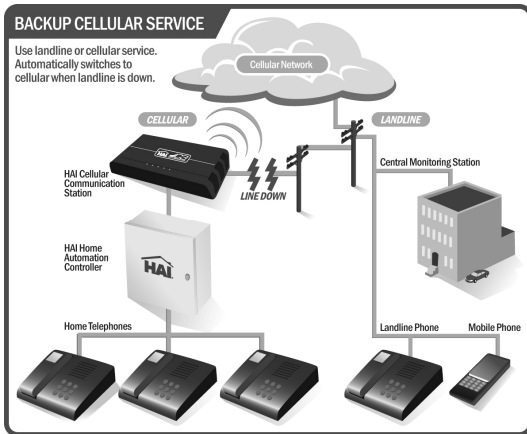 BACKUP CELLULAR SERVICE
Use landline or cellular service.
Automatically switches to
cellular when landline is down.
Cellular Network
CELLULAR
LANDLINE
HAI
LINE DOWN
Central Monitoring Station
HAI Cellular
Communication
Station
HAI Home
Automation
Controller
HAI
Home Telephones
Landline Phone
Mobile Phone